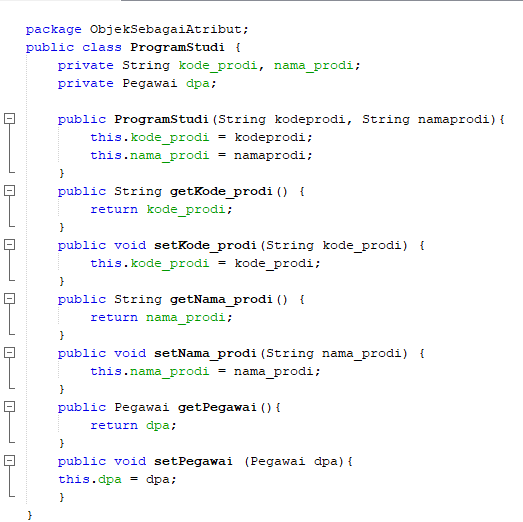 package ObjekSebagaiAtribut;
public class ProgramStudi {
    private String kode_prodi, nama_prodi;
    private Pegawai dpa;

    public ProgramStudi(String kodeprodi, String namaprodi){
        this.kode_prodi = kodeprodi;
        this.nama_prodi = namaprodi;
    }
    public String getKode_prodi() {
        return kode_prodi;
    }
    public void setKode_prodi(String kode_prodi) {
        this.kode_prodi = kode_prodi;
    }
    public String getNama_prodi() {
        return nama_prodi;
    }
    public void setNama_prodi(String nama_prodi) {
        this.nama_prodi = nama_prodi;
    }
    public Pegawai getPegawai(){
        return dpa;
    }
    public void setPegawai (Pegawai dpa){
    this.dpa = dpa;
    }
}